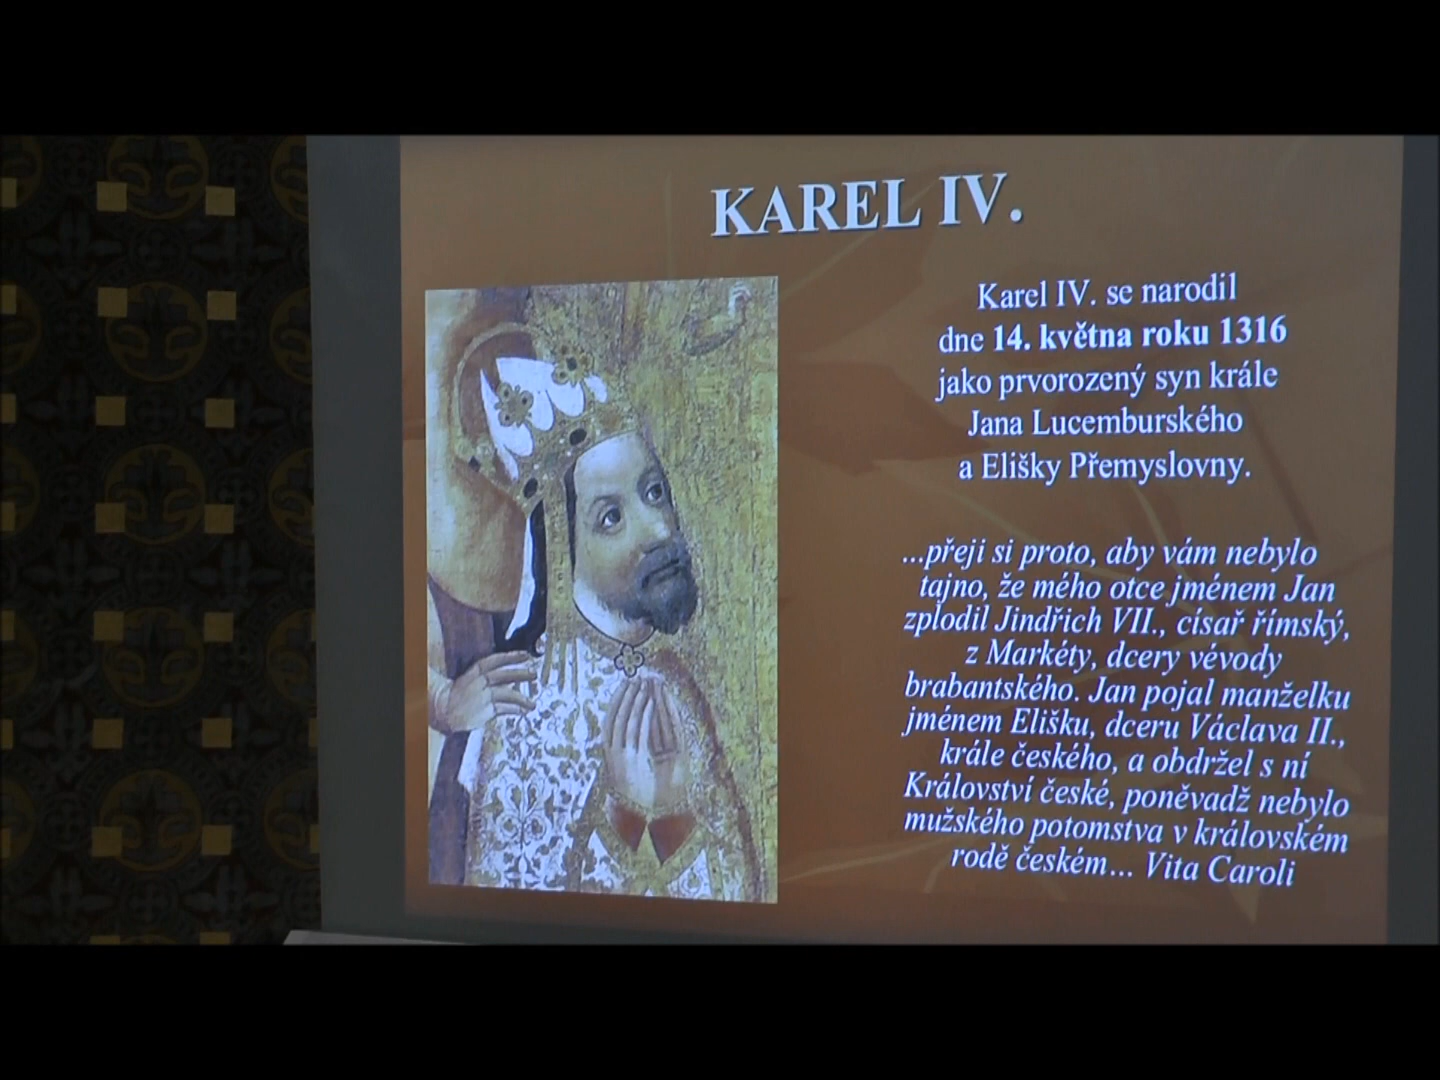 KAREL IV.
Karel IV. se narodil
dne 14. května roku 1316
jako prvorozený syn krále
Jana Lucemburského
a Elišky Přemyslovny.
...přeji si proto, aby vám nebylo
tajno, že mého otce jménem Jan
zplodil Jindřich VII., císař římský,
z Markéty, dcery vévody
brabantského. Jan pojal manželku
jménem Elišku, dceru Václava II.,
krále českého, a obdržel s ní
Království české, poněvadž nebylo
mužského potomstva v královském
rodě českém... Vita Caroli